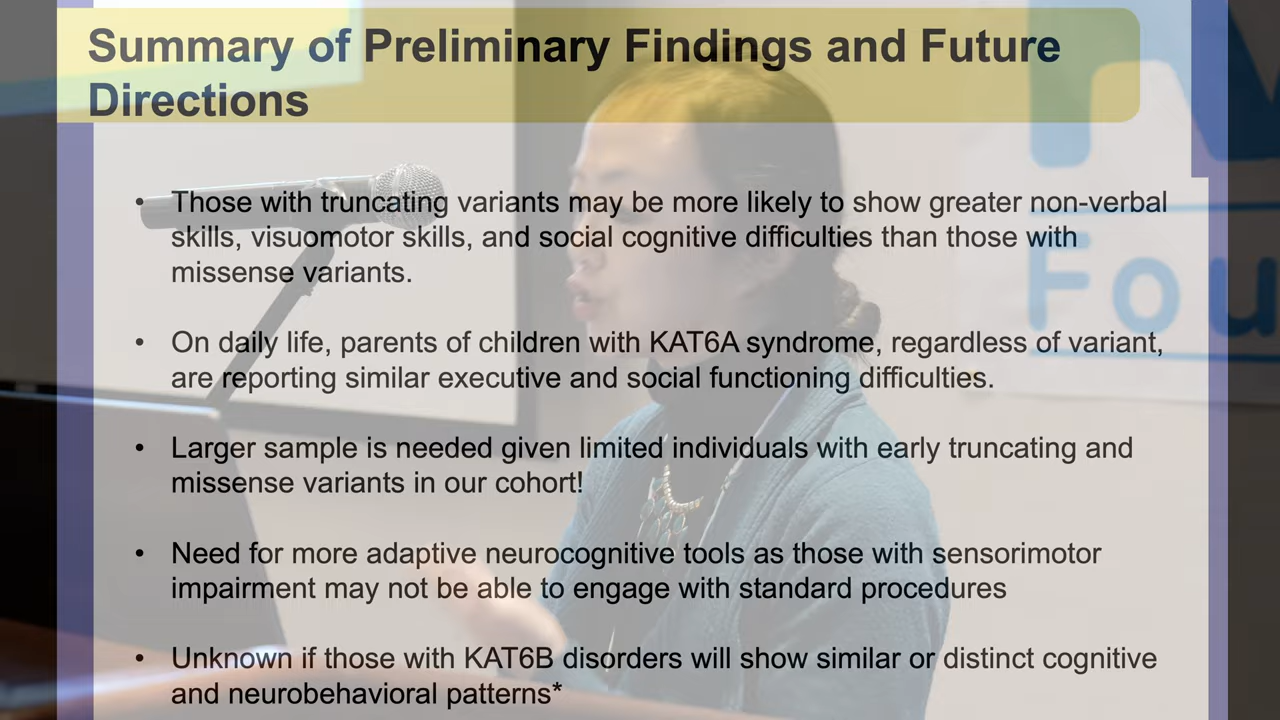 Summary of Preliminary Findings and Future
Directions
• Those with truncating variants may be more likely to show greater non-verbal
skills, visuomotor skills, and social cognitive difficulties than those with
missense variants.
• On daily life, parents of children with KAT6A syndrome, regardless of variant,
are reporting similar executive and social functioning difficulties.
• Larger sample is needed given limited individuals with early truncating and
missense variants in our cohort!
• Need for more adaptive neurocognitive tools as those with sensorimotor
impairment may not be able to engage with standard procedures
• Unknown if those with KAT6B disorders will show similar or distinct cognitive
and neurobehavioral patterns*
Fou